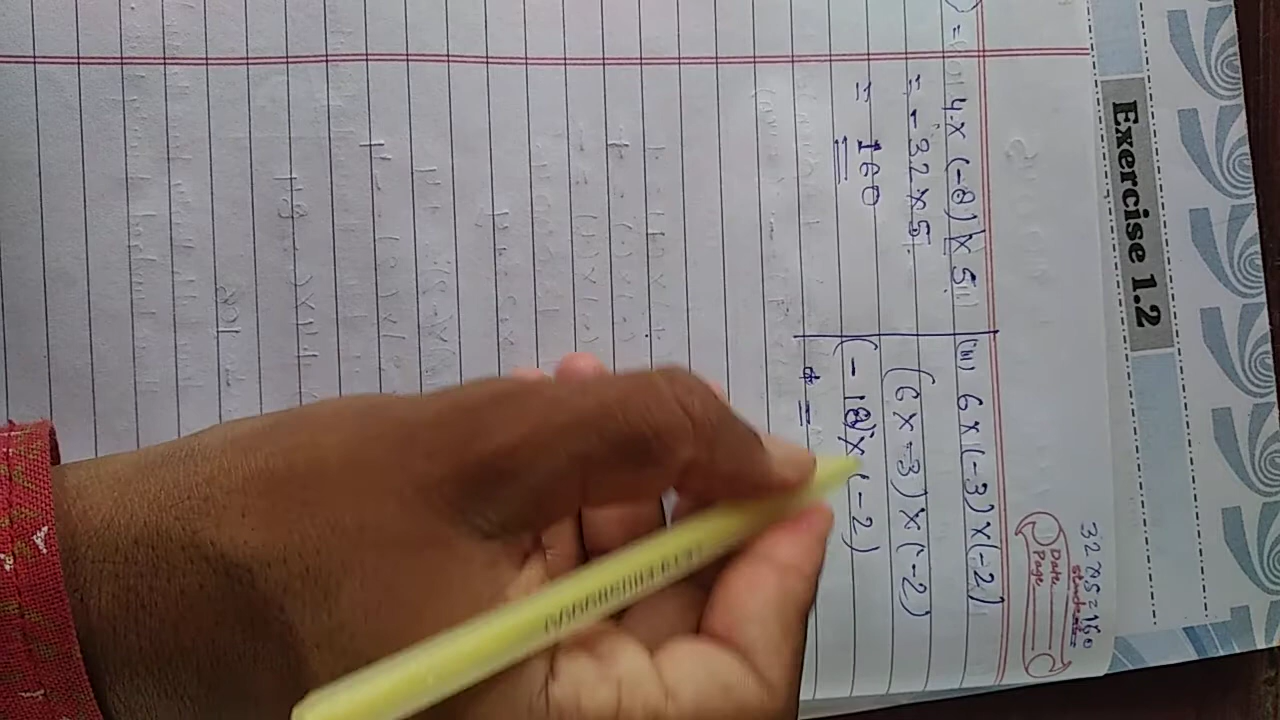 Exercise 1.2
32 x 5 = 160
Date
Page
4 x (-8) x 5
= - 32 x 5
= 160
(ii) 6 x (-3) x (-2)
(6 x -3) x (-2)
(-18) x (-2)
=